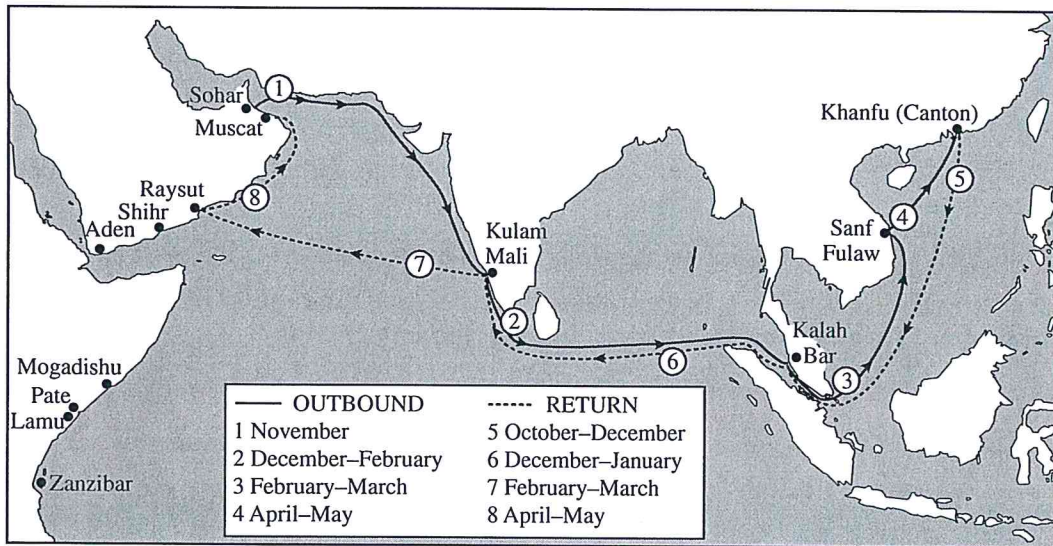 1
Sohar
Muscat
Khanfu (Canton)
5
Raysut
8
Shihr
Aden
4
Sanf
Fulaw
Kulam
Mali
7
2
Kalah
Bar
6
3
Mogadishu
Pate
Lamu
Zanzibar
OUTBOUND
1 November
2 December–February
3 February–March
4 April–May
RETURN
5 October–December
6 December–January
7 February–March
8 April–May